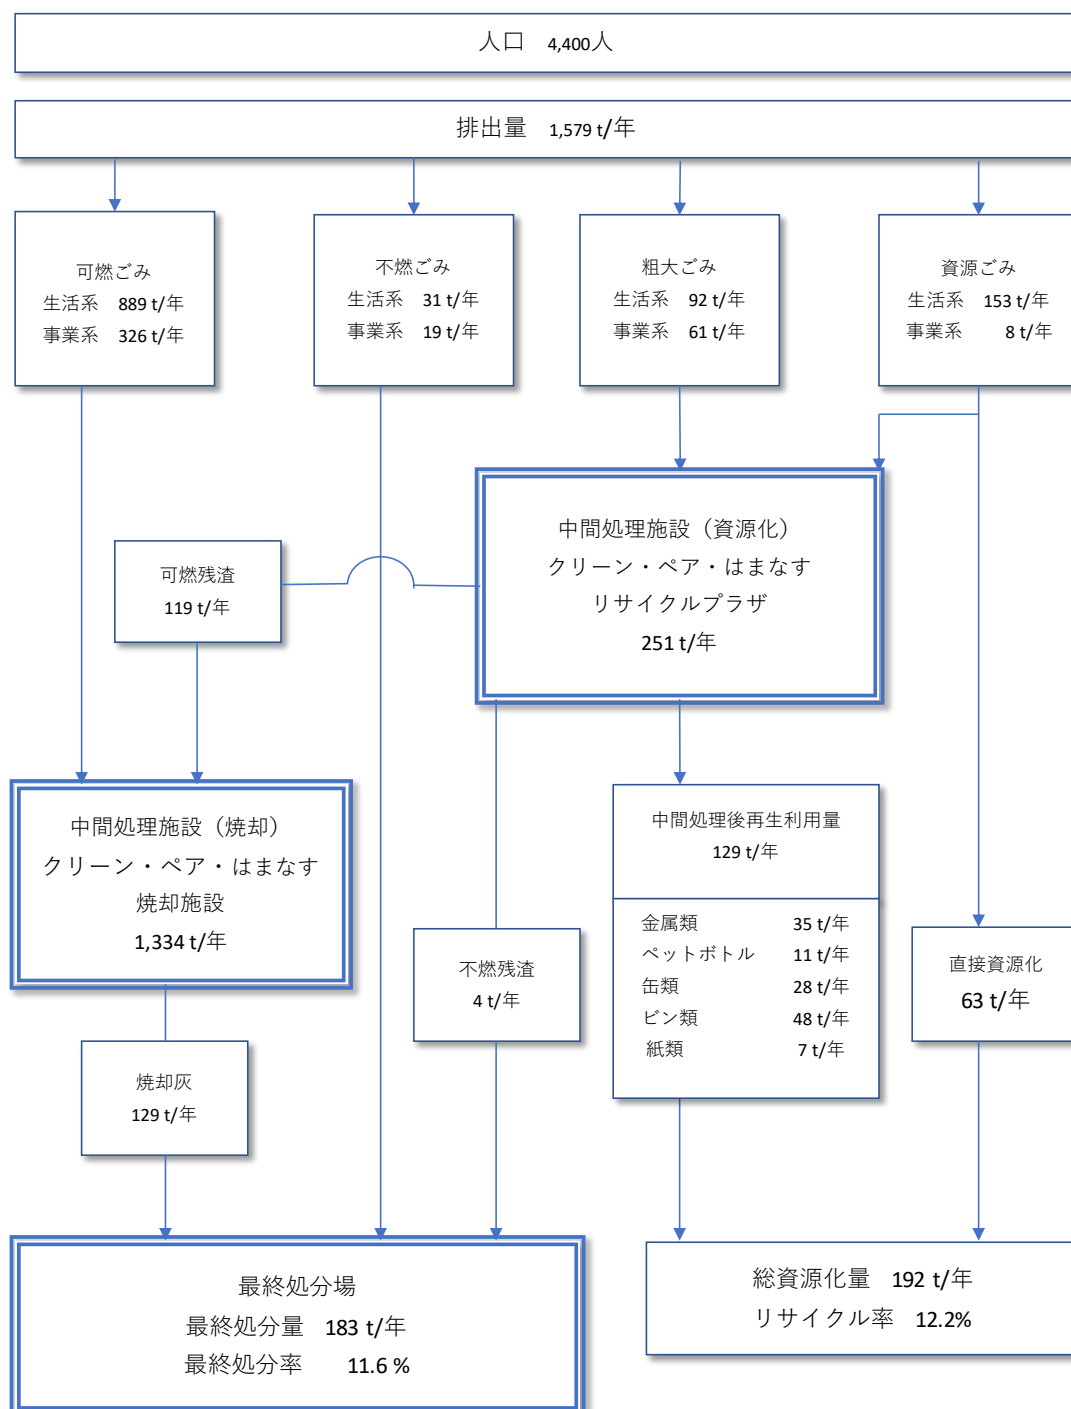 人口 4,400人
排出量 1,579 t/年
可燃ごみ
生活系 889 t/年
事業系 326 t/年
不燃ごみ
生活系 31 t/年
事業系 19 t/年
粗大ごみ
生活系 92 t/年
事業系 61 t/年
資源ごみ
生活系 153 t/年
事業系 8 t/年
中間処理施設（資源化）
クリーン・ペア・はまなす
リサイクルプラザ
251 t/年
可燃残渣
119 t/年
中間処理施設（焼却）
クリーン・ペア・はまなす
焼却施設
1,334 t/年
中間処理後再生利用量
129 t/年
金属類 35 t/年
ペットボトル 11 t/年
缶類 28 t/年
ビン類 48 t/年
紙類 7 t/年
不燃残渣
4 t/年
直接資源化
63 t/年
焼却灰
129 t/年
最終処分場
最終処分量 183 t/年
最終処分率 11.6 %
総資源化量 192 t/年
リサイクル率 12.2%